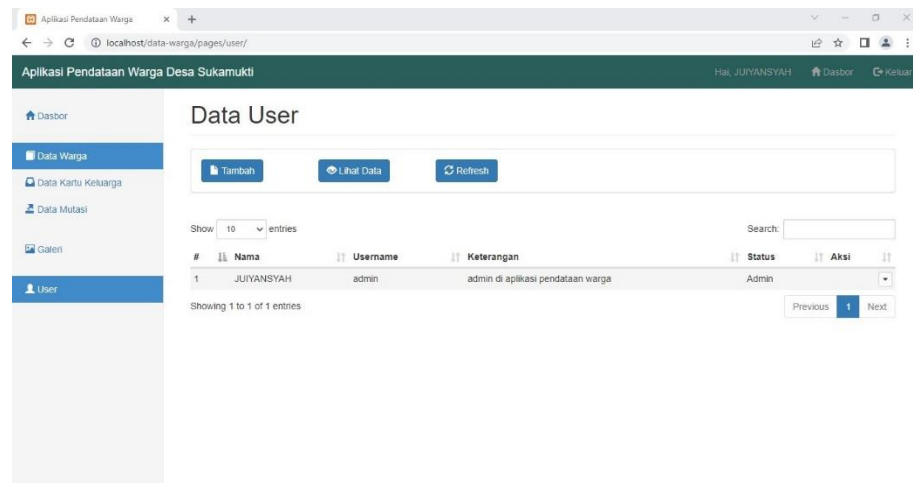 Aplikasi Pendataan Warga
localhost/data-warga/pages/user/
Aplikasi Pendataan Warga Desa Sukamukti
Hai, JUIYANSYAH Dasbor Keluar
Dasbor
Data Warga
Data Kartu Keluarga
Data Mutasi
Galeri
User
Data User
Tambah Lihat Data Refresh
Show 10 entries Search:
# Nama Username Keterangan Status Aksi
1 JUIYANSYAH admin admin di aplikasi pendataan warga Admin
Showing 1 to 1 of 1 entries
Previous 1 Next